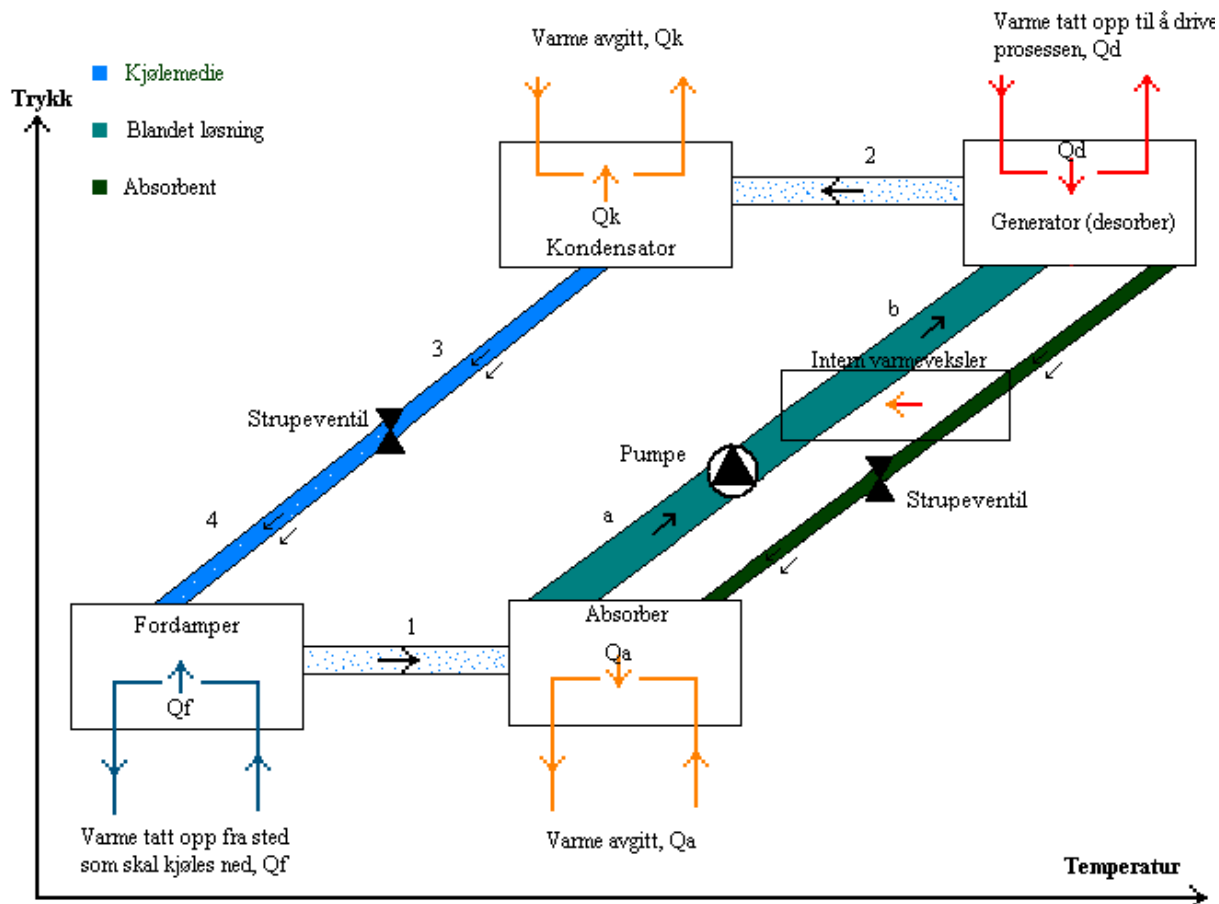 Varme avgitt, Qk
Varme tatt opp til å drive
prosessen, Qd
Kjølemedie
Trykk
Blandet løsning
Absorbent
2
Qd
Qk
Kondensator
Generator (desorber)
b
3
Intern varmeveksler
Strupeventil
Pumpe
Strupeventil
a
4
Fordamper
1
Absorber
Qa
Qf
Varme tatt opp fra sted
som skal kjøles ned, Qf
Varme avgitt, Qa
Temperatur